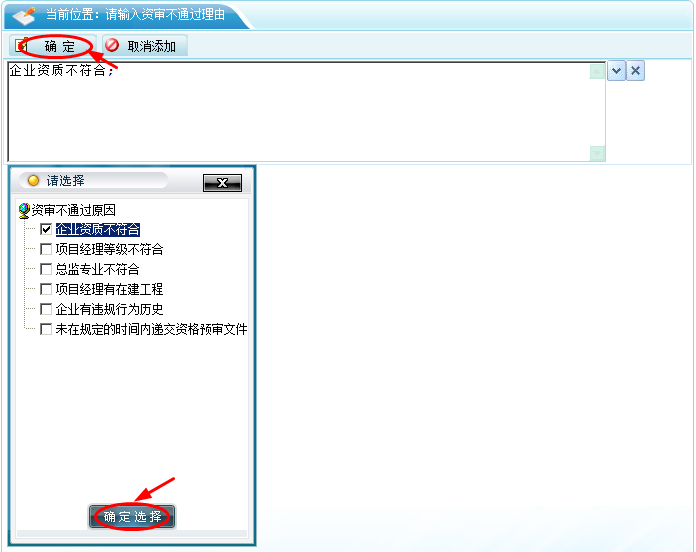 当前位置：请输入资审不通过理由
确 定 取消添加
企业资质不符合;
请选择
资审不通过原因
企业资质不符合
项目经理等级不符合
总监专业不符合
项目经理有在建工程
企业有违规行为历史
未在规定的时间内递交资格预审文件
确定选择